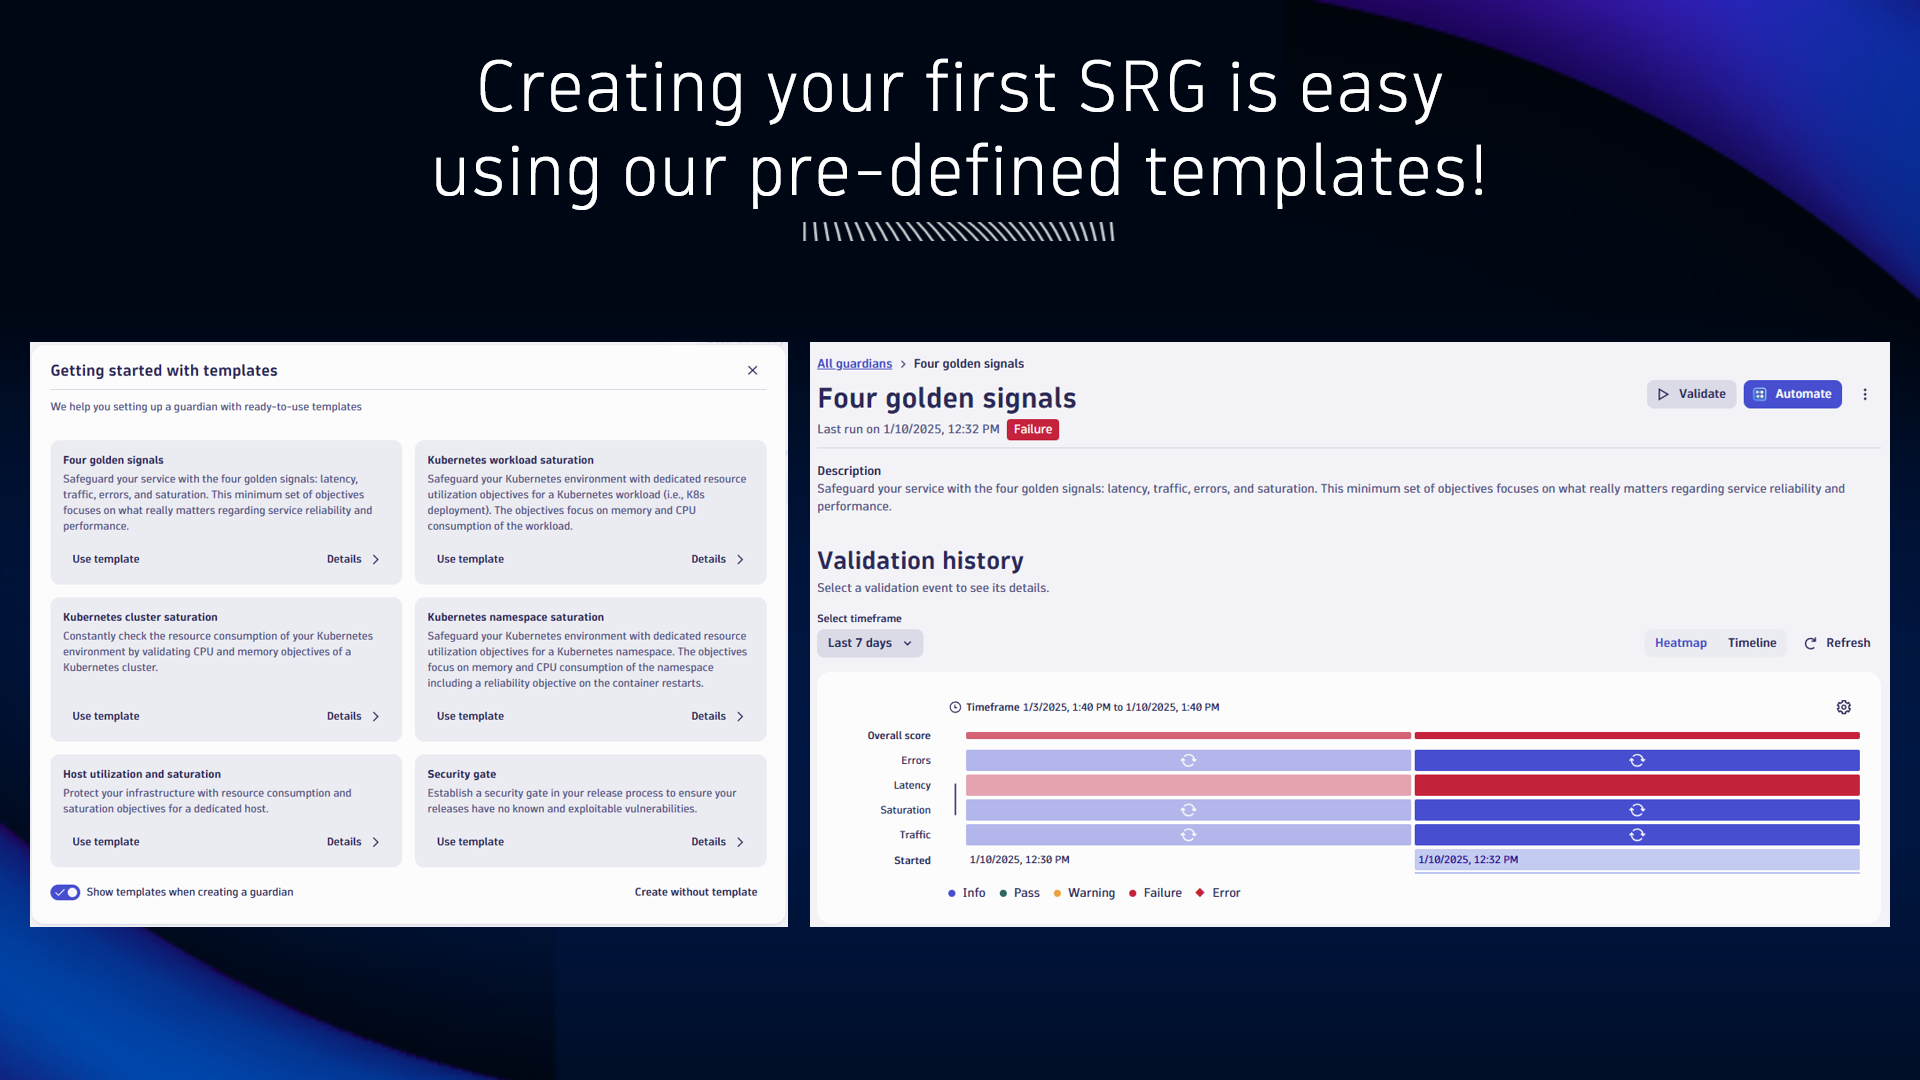 Creating your first SRG is easy
using our pre-defined templates!
Getting started with templates
We help you setting up a guardian with ready-to-use templates
Four golden signals
Safeguard your service with the four golden signals: latency,
traffic, errors, and saturation. This minimum set of objectives
focuses on what really matters regarding service reliability and
performance.
Use template
Details
Kubernetes workload saturation
Safeguard your Kubernetes environment with dedicated resource
utilization objectives for a Kubernetes workload (i.e., K8s
deployment). The objectives focus on memory and CPU
consumption of the workload.
Use template
Details
Kubernetes cluster saturation
Constantly check the resource consumption of your Kubernetes
environment by validating CPU and memory objectives of a
Kubernetes cluster.
Use template
Details
Kubernetes namespace saturation
Safeguard your Kubernetes environment with dedicated resource
utilization objectives for a Kubernetes namespace. The objectives
focus on memory and CPU consumption of the namespace
including a reliability objective on the container restarts.
Use template
Details
Host utilization and saturation
Protect your infrastructure with resource consumption and
saturation objectives for a dedicated host.
Use template
Details
Security gate
Establish a security gate in your release process to ensure your
releases have no known and exploitable vulnerabilities.
Use template
Details
Show templates when creating a guardian
Create without template
All guardians > Four golden signals
Four golden signals
Last run on 1/10/2025, 12:32 PM Failure
Validate
Automate
Description
Safeguard your service with the four golden signals: latency, traffic, errors, and saturation. This minimum set of objectives focuses on what really matters regarding service reliability and
performance.
Validation history
Select a validation event to see its details.
Select timeframe
Last 7 days
Heatmap
Timeline
Refresh
Timeframe 1/3/2025, 1:40 PM to 1/10/2025, 1:40 PM
Overall score
Errors
Latency
Saturation
Traffic
Started
1/10/2025, 12:30 PM
1/10/2025, 12:32 PM
Info
Pass
Warning
Failure
Error